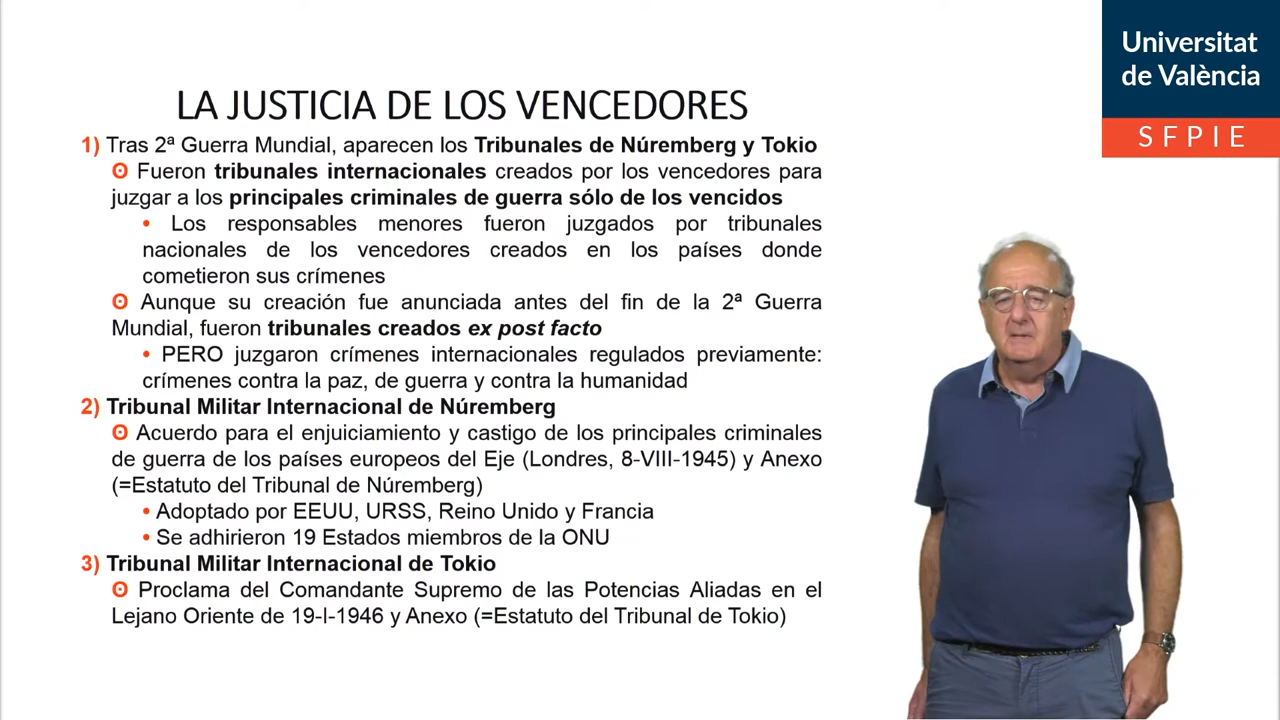 Universitat
de València
SFPIE
LA JUSTICIA DE LOS VENCEDORES
1) Tras 2ª Guerra Mundial, aparecen los Tribunales de Núremberg y Tokio
ʘ Fueron tribunales internacionales creados por los vencedores para
juzgar a los principales criminales de guerra sólo de los vencidos
• Los responsables menores fueron juzgados por tribunales
nacionales de los vencedores creados en los países donde
cometieron sus crímenes
ʘ Aunque su creación fue anunciada antes del fin de la 2ª Guerra
Mundial, fueron tribunales creados ex post facto
• PERO juzgaron crímenes internacionales regulados previamente:
crímenes contra la paz, de guerra y contra la humanidad
2) Tribunal Militar Internacional de Núremberg
ʘ Acuerdo para el enjuiciamiento y castigo de los principales criminales
de guerra de los países europeos del Eje (Londres, 8-VIII-1945) y Anexo
(=Estatuto del Tribunal de Núremberg)
• Adoptado por EEUU, URSS, Reino Unido y Francia
• Se adhirieron 19 Estados miembros de la ONU
3) Tribunal Militar Internacional de Tokio
ʘ Proclama del Comandante Supremo de las Potencias Aliadas en el
Lejano Oriente de 19-I-1946 y Anexo (=Estatuto del Tribunal de Tokio)